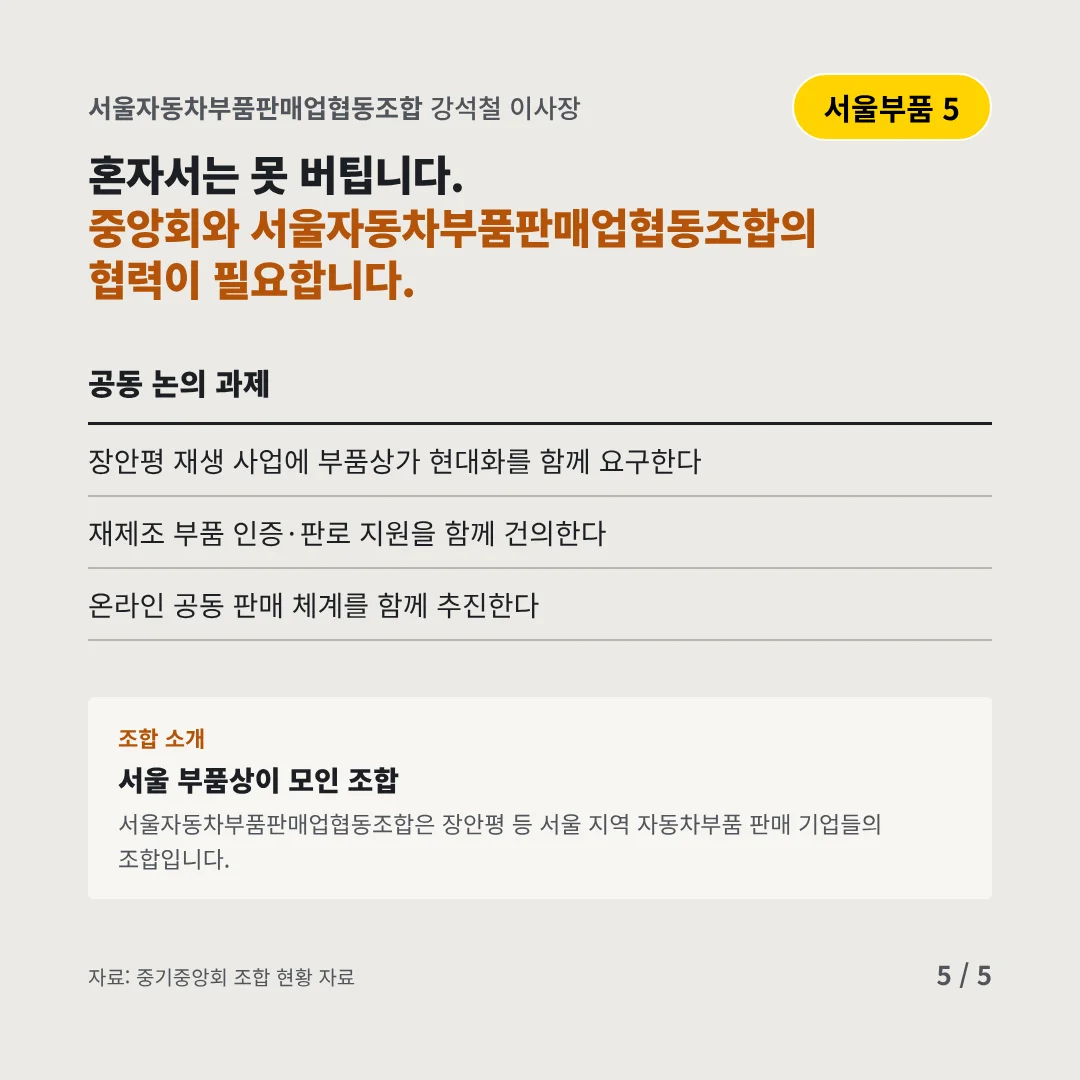 서울자동차부품판매업협동조합 강석철 이사장
서울부품 5
혼자서는 못 버팁니다.
중앙회와 서울자동차부품판매업협동조합의
협력이 필요합니다.
공동 논의 과제
장안평 재생 사업에 부품상가 현대화를 함께 요구한다
재제조 부품 인증·판로 지원을 함께 건의한다
온라인 공동 판매 체계를 함께 추진한다
조합 소개
서울 부품상이 모인 조합
서울자동차부품판매업협동조합은 장안평 등 서울 지역 자동차부품 판매 기업들의
조합입니다.
자료: 중기중앙회 조합 현황 자료
5 / 5